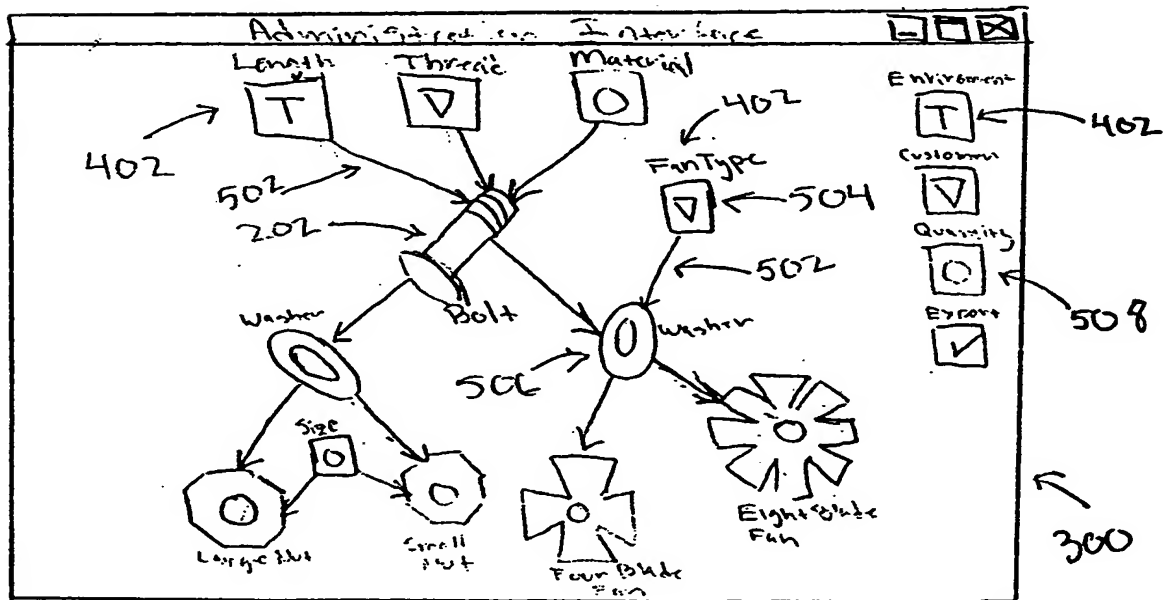 Administration Interface
Length
Thread
Material
T
402
502
202
402
FanType
504
502
Environment
T
402
Customer
Quantity
508
Export
Bolt
Washer
Washer
506
Size
Large Nut
Small Nut
Four Blade Fan
Eight Blade Fan
300